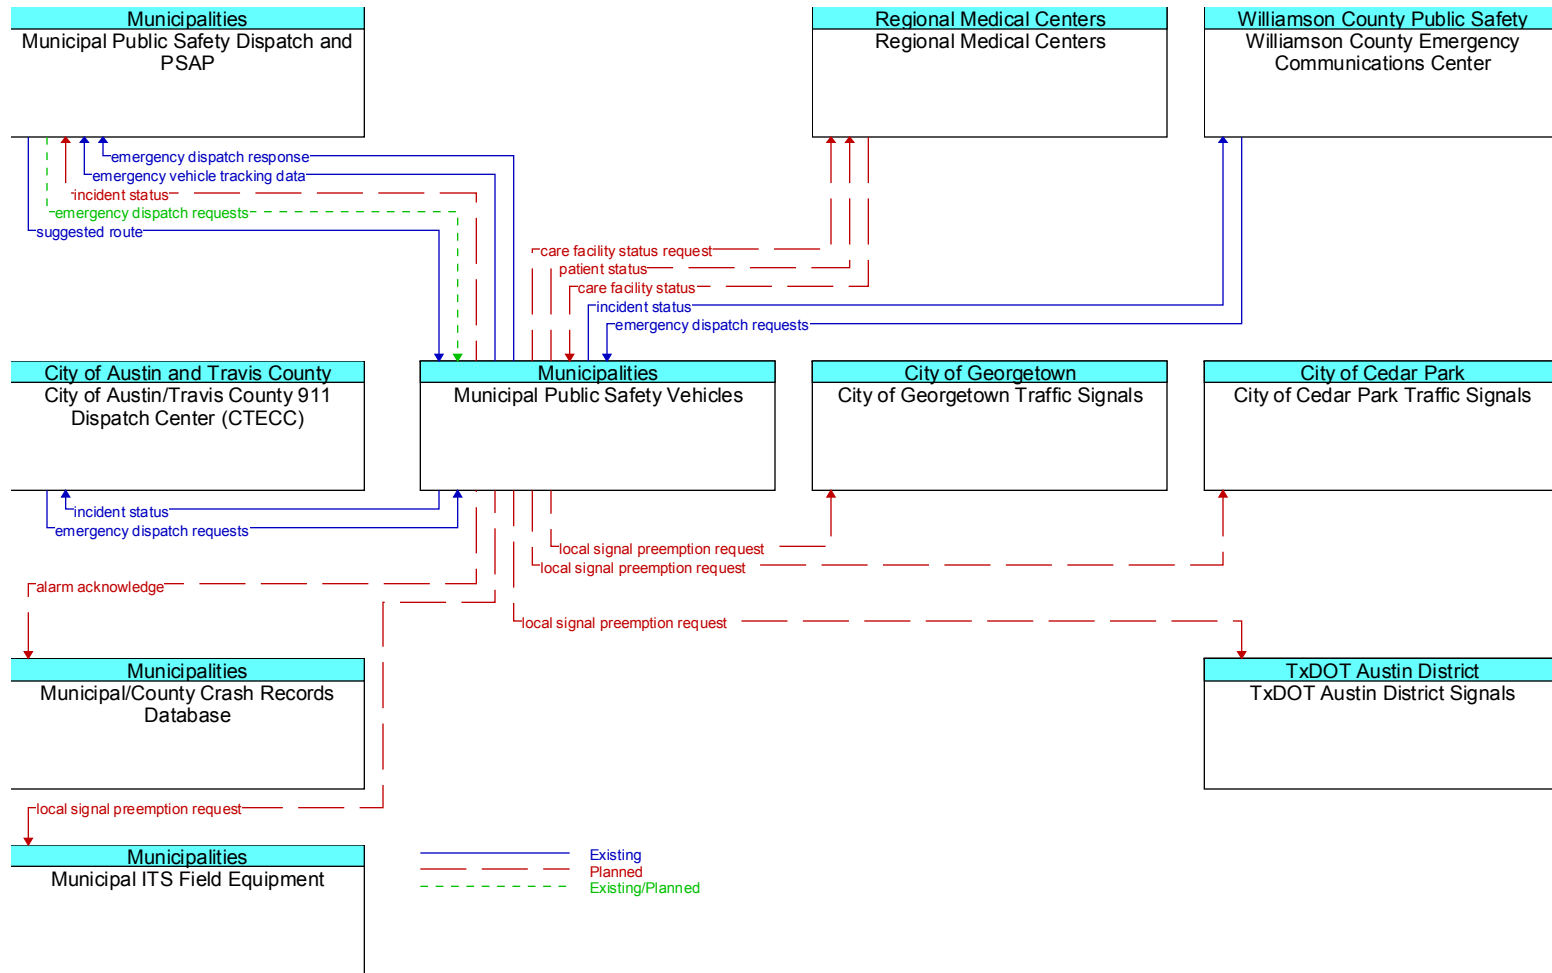 Municipalities
Municipal Public Safety Dispatch and
PSAP
Regional Medical Centers
Regional Medical Centers
Williamson County Public Safety
Williamson County Emergency
Communications Center
emergency dispatch response
emergency vehicle tracking data
incident status
emergency dispatch requests
suggested route
care facility status request
patient status
care facility status
incident status
emergency dispatch requests
City of Austin and Travis County
City of Austin/Travis County 911
Dispatch Center (CTECC)
Municipalities
Municipal Public Safety Vehicles
City of Georgetown
City of Georgetown Traffic Signals
City of Cedar Park
City of Cedar Park Traffic Signals
incident status
emergency dispatch requests
local signal preemption request
local signal preemption request
alarm acknowledge
local signal preemption request
Municipalities
Municipal/County Crash Records
Database
TxDOT Austin District
TxDOT Austin District Signals
local signal preemption request
Municipalities
Municipal ITS Field Equipment
Existing
Planned
Existing/Planned